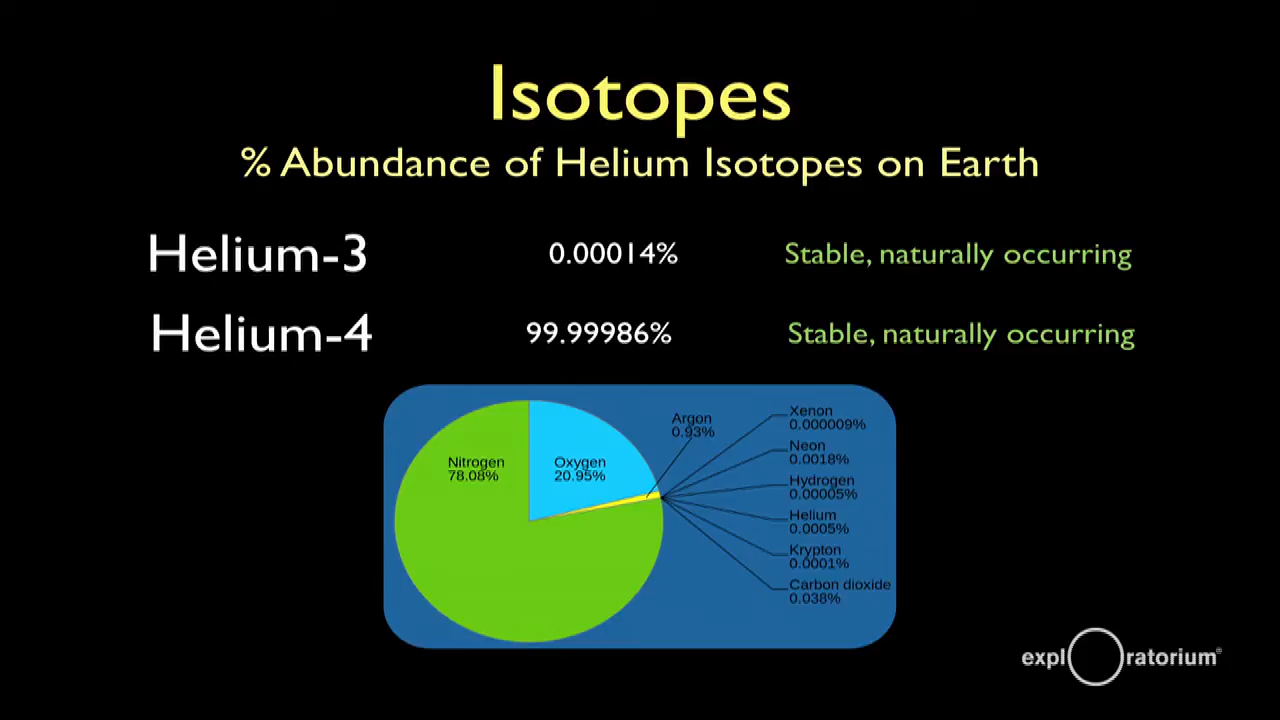 Isotopes
% Abundance of Helium Isotopes on Earth
Helium-3 0.00014% Stable, naturally occurring
Helium-4 99.99986% Stable, naturally occurring
Nitrogen
78.08%
Oxygen
20.95%
Argon
0.93%
Xenon
0.000009%
Neon
0.0018%
Hydrogen
0.00005%
Helium
0.0005%
Krypton
0.0001%
Carbon dioxide
0.038%
expl ratorium®